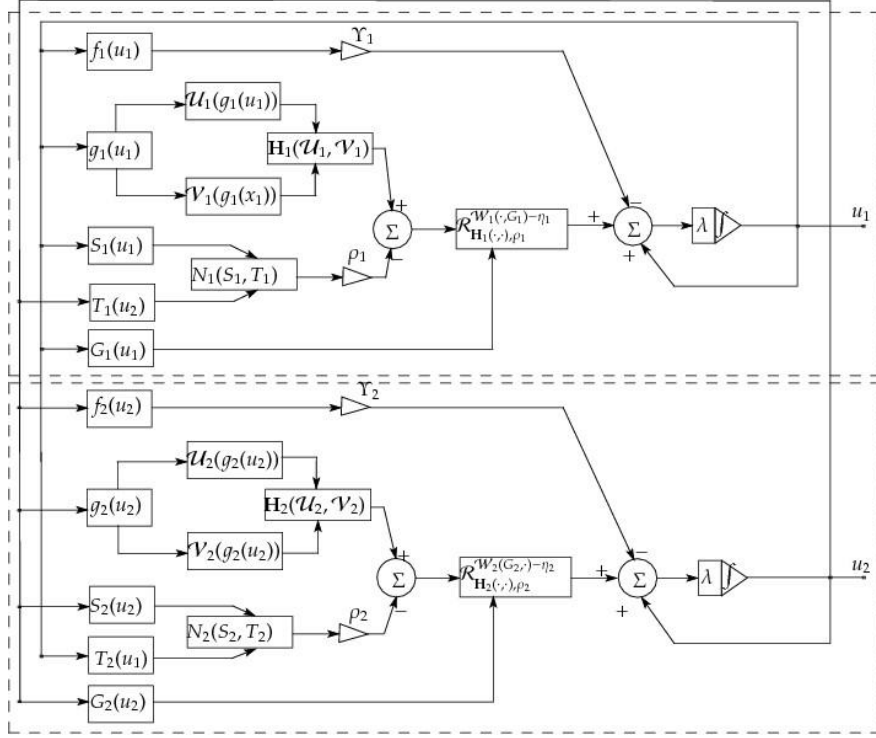 f₁(u₁)
Υ₁
𝒰₁(g₁(u₁))
g₁(u₁)
𝐇₁(𝒰₁, 𝒱₁)
𝒱₁(g₁(x₁))
+
Σ
−
ℛ^{𝒲₁(·,G₁)−η₁}_{𝐇₁(·,·),ρ₁}
+
−
Σ
+
λ
∫
u₁
S₁(u₁)
N₁(S₁, T₁)
ρ₁
T₁(u₂)
G₁(u₁)
f₂(u₂)
Υ₂
𝒰₂(g₂(u₂))
g₂(u₂)
𝐇₂(𝒰₂, 𝒱₂)
𝒱₂(g₂(u₂))
+
Σ
−
ℛ^{𝒲₂(G₂,·)−η₂}_{𝐇₂(·,·),ρ₂}
+
−
Σ
+
λ
∫
u₂
S₂(u₂)
N₂(S₂, T₂)
ρ₂
T₂(u₁)
G₂(u₂)